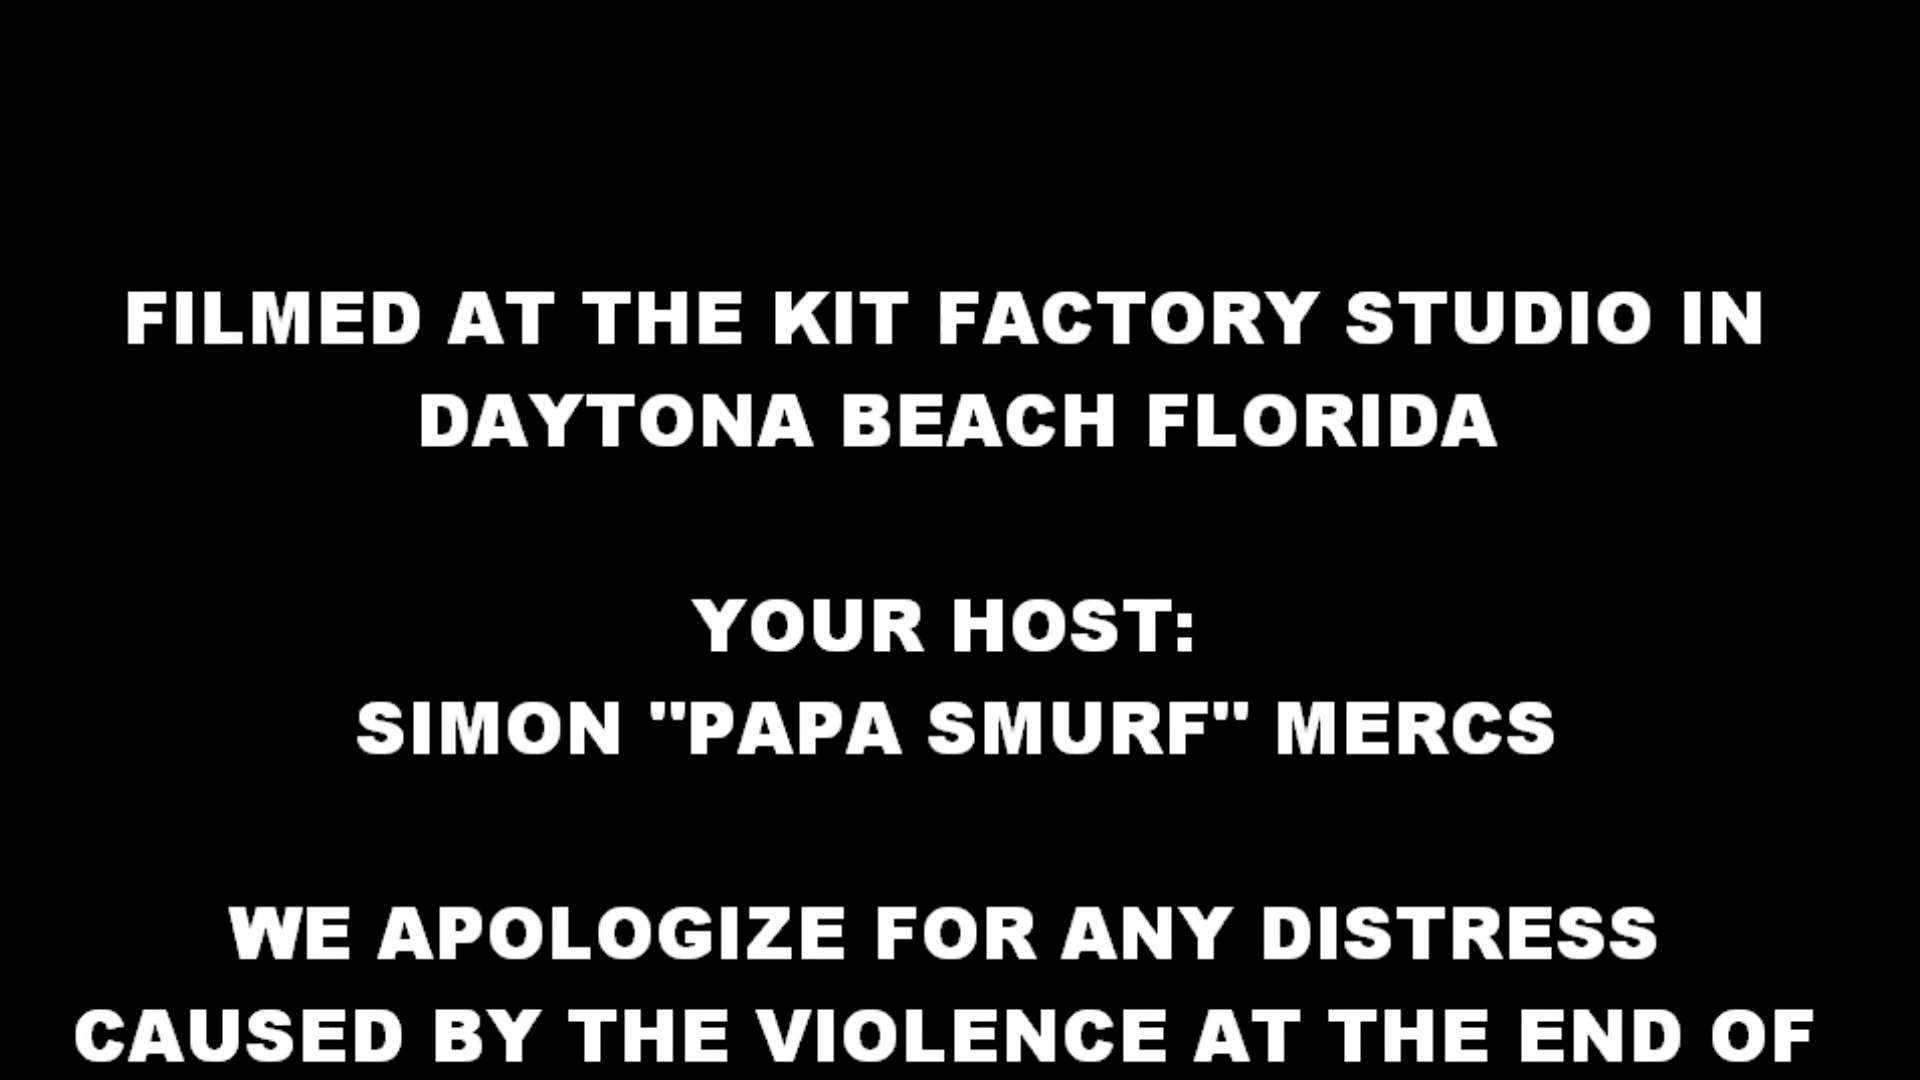 FILMED AT THE KIT FACTORY STUDIO IN
DAYTONA BEACH FLORIDA
YOUR HOST:
SIMON "PAPA SMURF" MERCS
WE APOLOGIZE FOR ANY DISTRESS
CAUSED BY THE VIOLENCE AT THE END OF